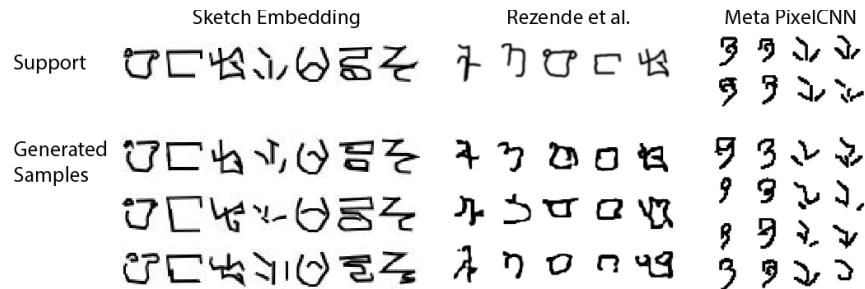 Sketch Embedding Rezende et al. Meta PixelCNN
Support
Generated
Samples